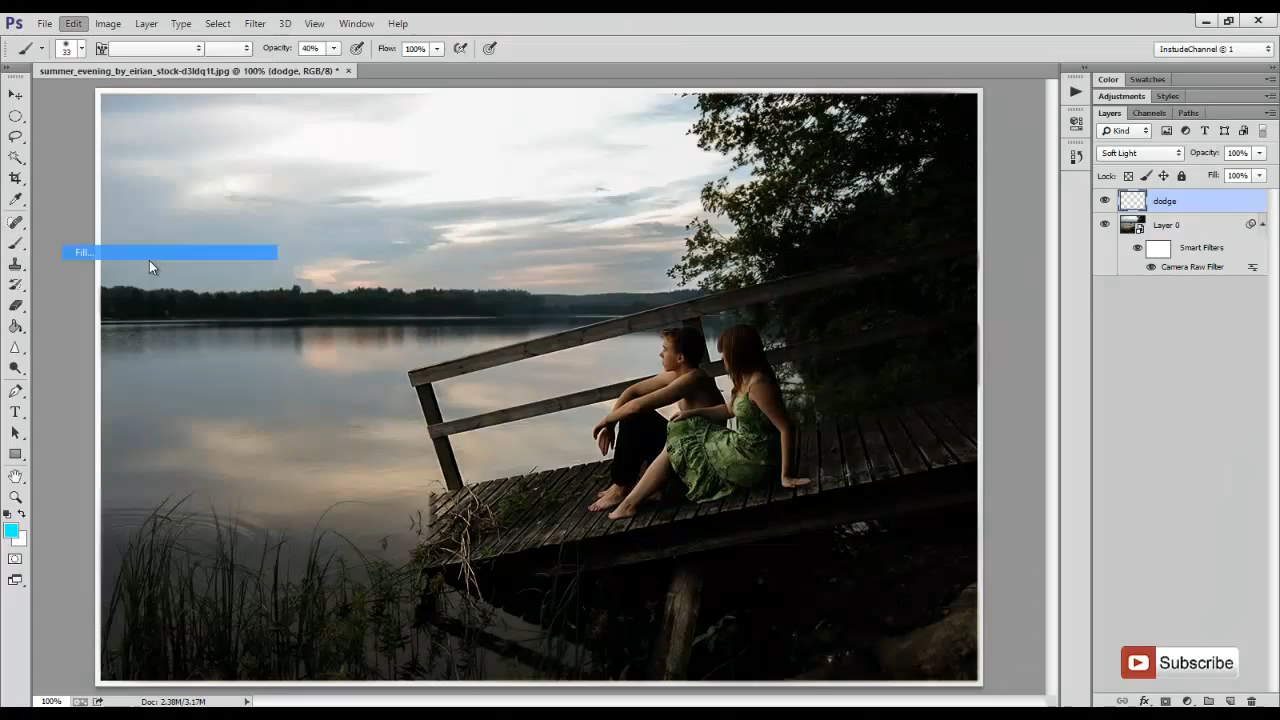 Ps File Edit Image Layer Type Select Filter 3D View Window Help
33 Opacity: 40% Flow: 100% InstudeChannel @ 1
summer_evening_by_eirian_stock-d3ldq1t.jpg @ 100% (dodge, RGB/8) * ×
Color Swatches
Adjustments Styles
Layers Channels Paths
Kind
Soft Light Opacity: 100%
Lock: Fill: 100%
dodge
Layer 0
Smart Filters
Camera Raw Filter
Fill...
Subscribe
100% Doc: 2.38M/3.17M fx